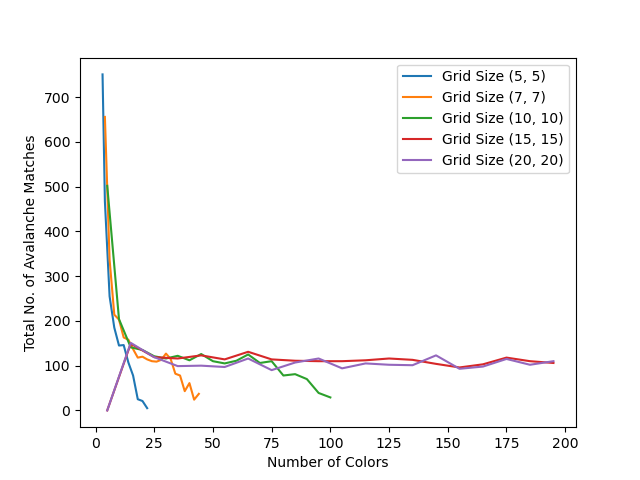 Total No. of Avalanche Matches
700
600
500
400
300
200
100
0
Grid Size (5, 5)
Grid Size (7, 7)
Grid Size (10, 10)
Grid Size (15, 15)
Grid Size (20, 20)
0 25 50 75 100 125 150 175 200
Number of Colors